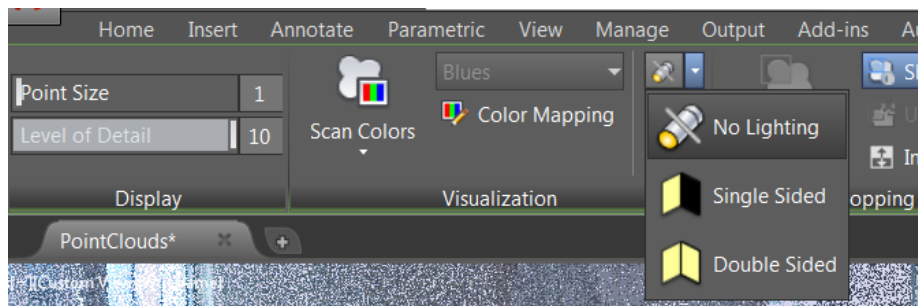 Home Insert Annotate Parametric View Manage Output Add-ins
Point Size 1
Level of Detail 10
Scan Colors
Blues
Color Mapping
No Lighting
Single Sided
Double Sided
Display Visualization
PointClouds*